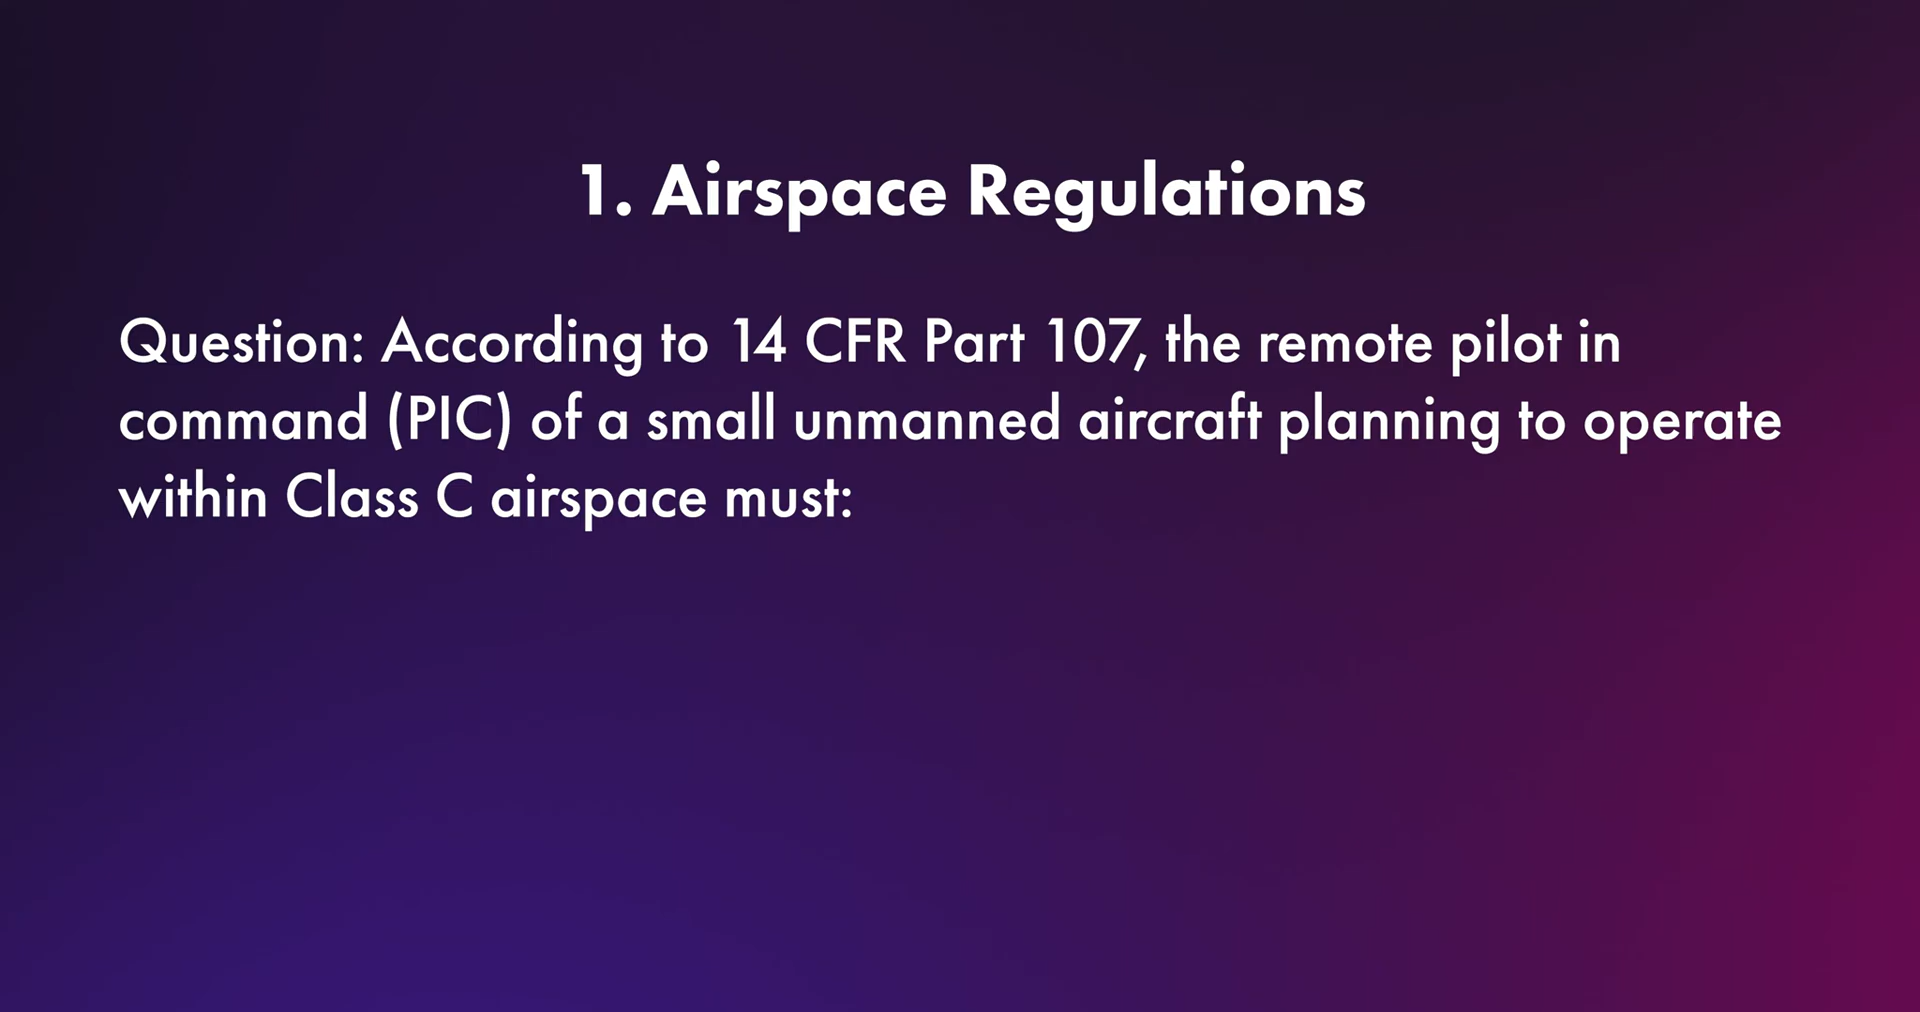 1. Airspace Regulations
Question: According to 14 CFR Part 107, the remote pilot in
command (PIC) of a small unmanned aircraft planning to operate
within Class C airspace must: